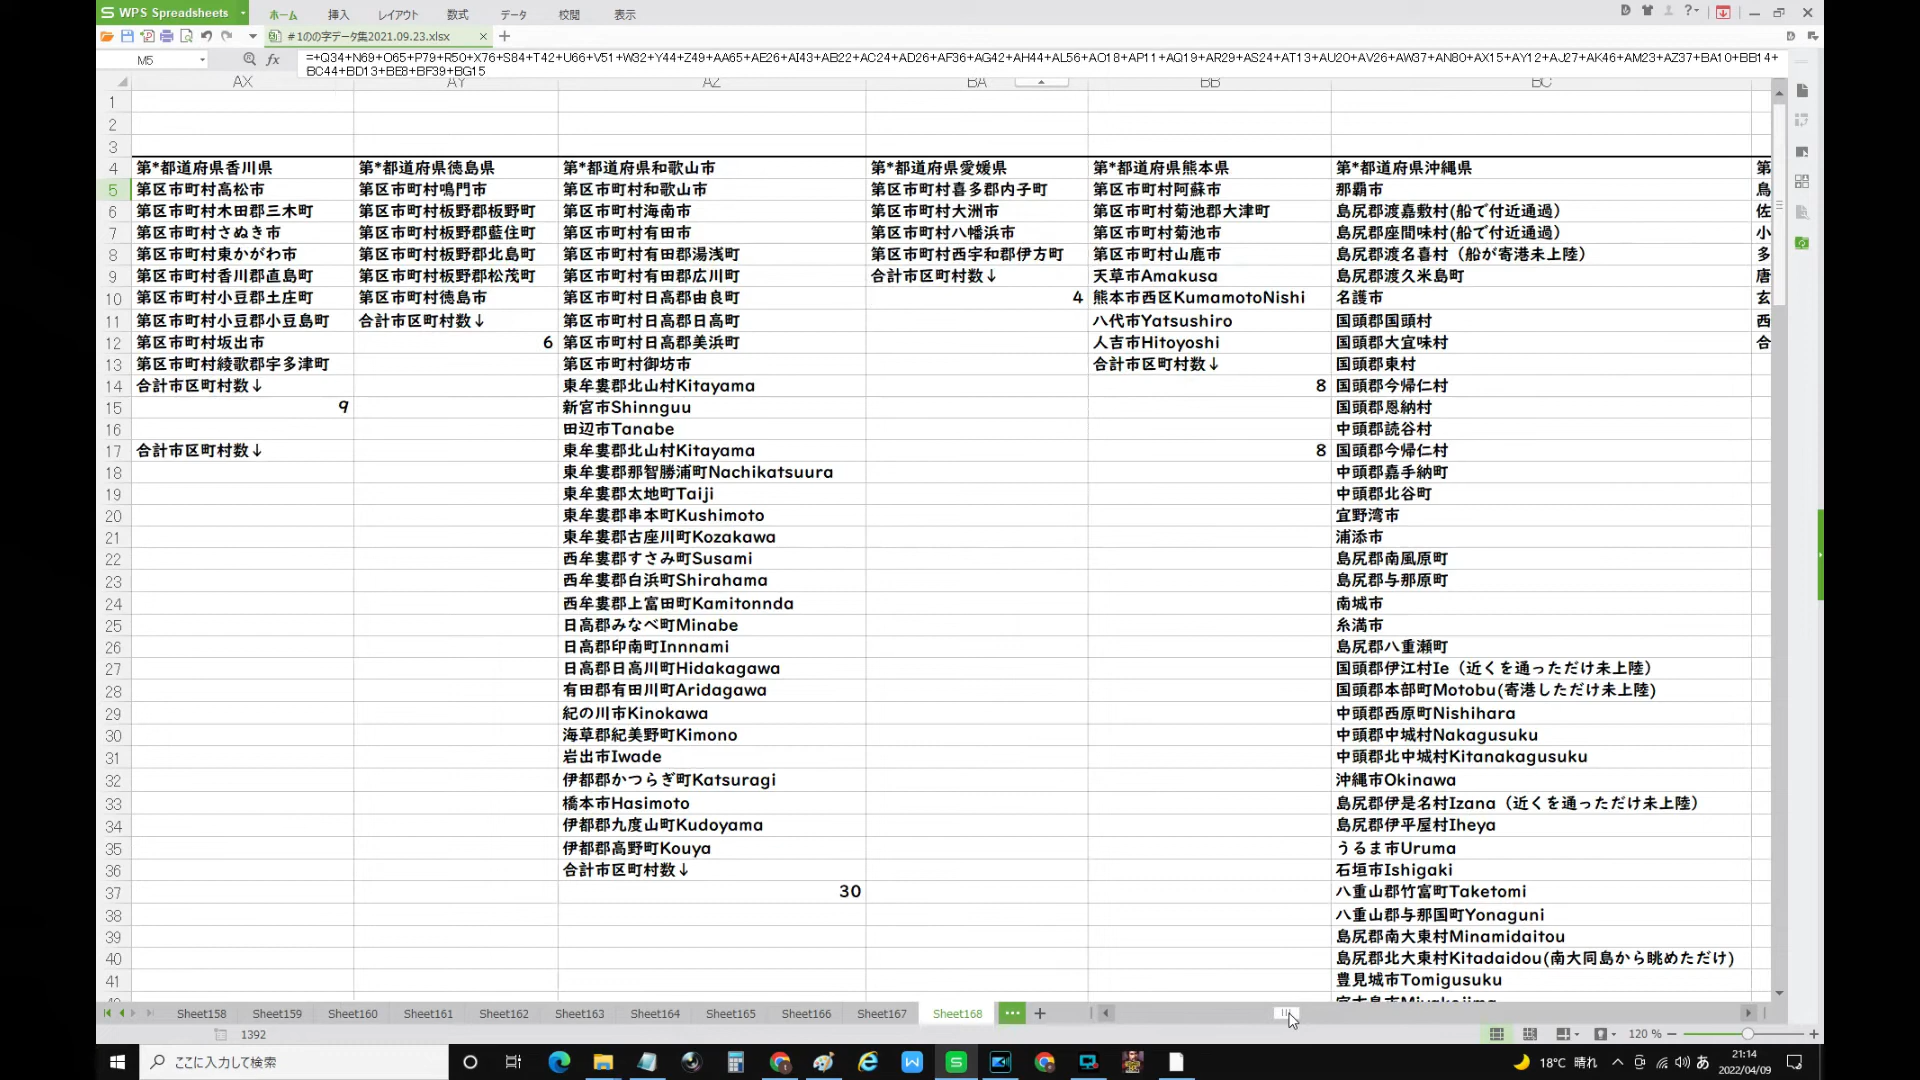 WPS Spreadsheets
ホーム 挿入 レイアウト 数式 データ 校閲 表示
#1のの字データ集2021.09.23.xlsx
M5
=+Q34+N69+O65+P79+R50+X76+S84+T42+U66+V51+W32+Y44+Z49+AA65+AE26+AI43+AB22+AC24+AD26+AF36+AG42+AH44+AL56+AO18+AP11+AQ19+AR29+AS24+AT13+AU20+AV26+AW37+AN80+AX15+AY12+AJ27+AK46+AM23+AZ37+BA10+BB14+
BC44+BD13+BE8+BF39+BG15
AX AY AZ BA BB BC
1
2
3
4 第*都道府県香川県 第*都道府県徳島県 第*都道府県和歌山市 第*都道府県愛媛県 第*都道府県熊本県 第*都道府県沖縄県 第
5 第区市町村高松市 第区市町村鳴門市 第区市町村和歌山市 第区市町村喜多郡内子町 第区市町村阿蘇市 那覇市 鳥
6 第区市町村木田郡三木町 第区市町村板野郡板野町 第区市町村海南市 第区市町村大洲市 第区市町村菊池郡大津町 島尻郡渡嘉敷村(船で付近通過） 佐
7 第区市町村さぬき市 第区市町村板野郡藍住町 第区市町村有田市 第区市町村八幡浜市 第区市町村菊池市 島尻郡座間味村(船で付近通過） 小
8 第区市町村東かがわ市 第区市町村板野郡北島町 第区市町村有田郡湯浅町 第区市町村西宇和郡伊方町 第区市町村山鹿市 島尻郡渡名喜村（船が寄港未上陸） 多
9 第区市町村香川郡直島町 第区市町村板野郡松茂町 第区市町村有田郡広川町 合計市区町村数↓ 天草市Amakusa 島尻郡渡久米島町 唐
10 第区市町村小豆郡土庄町 第区市町村徳島市 第区市町村日高郡由良町 4 熊本市西区KumamotoNishi 名護市 玄
11 第区市町村小豆郡小豆島町 合計市区町村数↓ 第区市町村日高郡日高町 八代市Yatsushiro 国頭郡国頭村 西
12 第区市町村坂出市 6 第区市町村日高郡美浜町 人吉市Hitoyoshi 国頭郡大宜味村 合
13 第区市町村綾歌郡宇多津町 第区市町村御坊市 合計市区町村数↓ 国頭郡東村
14 合計市区町村数↓ 東牟婁郡北山村Kitayama 8 国頭郡今帰仁村
15 9 新宮市Shinnguu 国頭郡恩納村
16 田辺市Tanabe 中頭郡読谷村
17 合計市区町村数↓ 東牟婁郡北山村Kitayama 8 国頭郡今帰仁村
18 東牟婁郡那智勝浦町Nachikatsuura 中頭郡嘉手納町
19 東牟婁郡太地町Taiji 中頭郡北谷町
20 東牟婁郡串本町Kushimoto 宜野湾市
21 東牟婁郡古座川町Kozakawa 浦添市
22 西牟婁郡すさみ町Susami 島尻郡南風原町
23 西牟婁郡白浜町Shirahama 島尻郡与那原町
24 西牟婁郡上富田町Kamitonnda 南城市
25 日高郡みなべ町Minabe 糸満市
26 日高郡印南町Innnami 島尻郡八重瀬町
27 日高郡日高川町Hidakagawa 国頭郡伊江村Ie（近くを通っただけ未上陸）
28 有田郡有田川町Aridagawa 国頭郡本部町Motobu(寄港しただけ未上陸)
29 紀の川市Kinokawa 中頭郡西原町Nishihara
30 海草郡紀美野町Kimono 中頭郡中城村Nakagusuku
31 岩出市Iwade 中頭郡北中城村Kitanakagusuku
32 伊都郡かつらぎ町Katsuragi 沖縄市Okinawa
33 橋本市Hasimoto 島尻郡伊是名村Izana（近くを通っただけ未上陸）
34 伊都郡九度山町Kudoyama 島尻郡伊平屋村Iheya
35 伊都郡高野町Kouya うるま市Uruma
36 合計市区町村数↓ 石垣市Ishigaki
37 30 八重山郡竹富町Taketomi
38 八重山郡与那国町Yonaguni
39 島尻郡南大東村Minamidaitou
40 島尻郡北大東村Kitadaidou(南大同島から眺めただけ)
41 豊見城市Tomigusuku
Sheet158 Sheet159 Sheet160 Sheet161 Sheet162 Sheet163 Sheet164 Sheet165 Sheet166 Sheet167 Sheet168
1392 120 %
ここに入力して検索 18°C 晴れ あ 21:14
2022/04/09